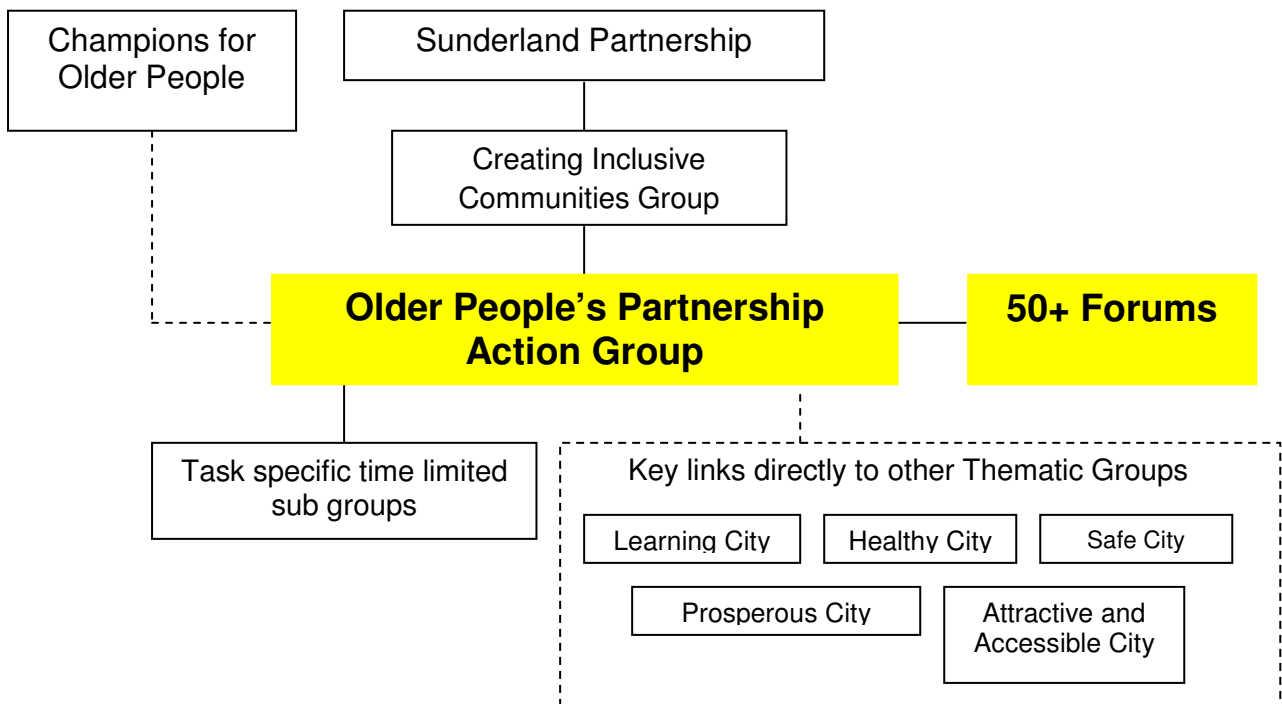 Champions for
Older People
Sunderland Partnership
Creating Inclusive
Communities Group
Older People’s Partnership
Action Group
50+ Forums
Task specific time limited
sub groups
Key links directly to other Thematic Groups
Learning City
Healthy City
Safe City
Prosperous City
Attractive and
Accessible City